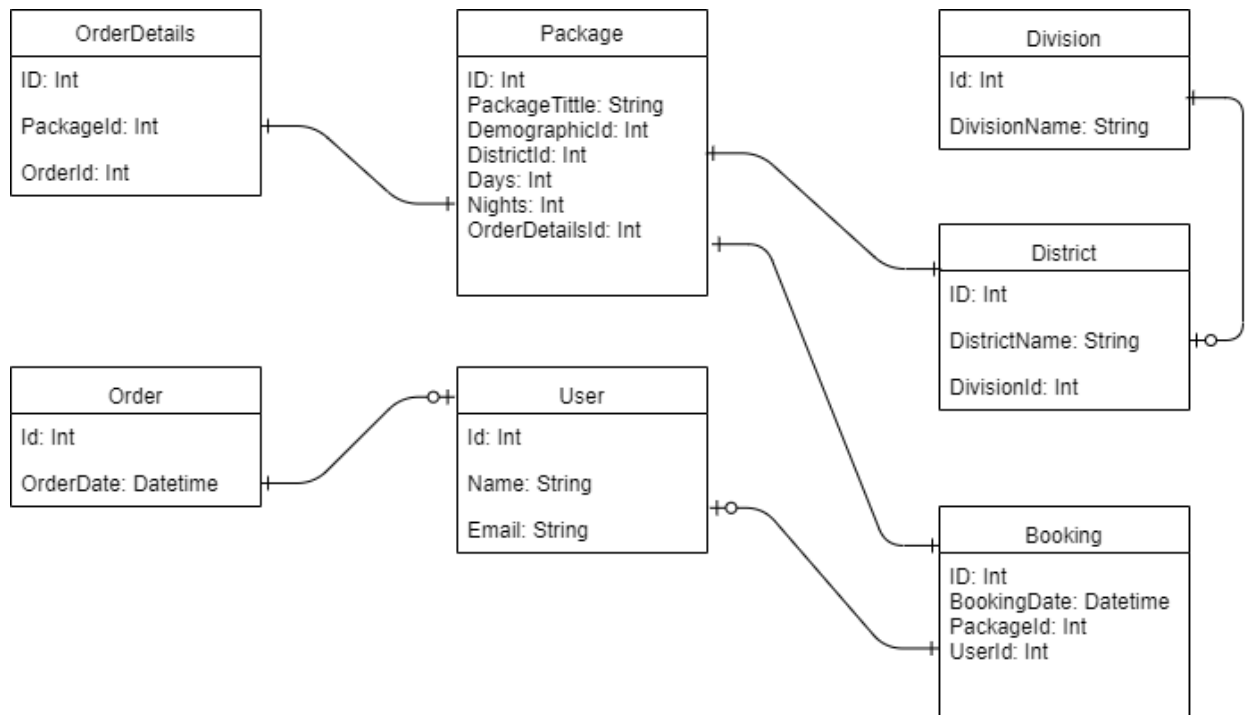 OrderDetails
ID: Int
PackageId: Int
OrderId: Int
Package
ID: Int
PackageTittle: String
DemographicId: Int
DistrictId: Int
Days: Int
Nights: Int
OrderDetailsId: Int
Division
Id: Int
DivisionName: String
District
ID: Int
DistrictName: String
DivisionId: Int
Order
Id: Int
OrderDate: Datetime
User
Id: Int
Name: String
Email: String
Booking
ID: Int
BookingDate: Datetime
PackageId: Int
UserId: Int